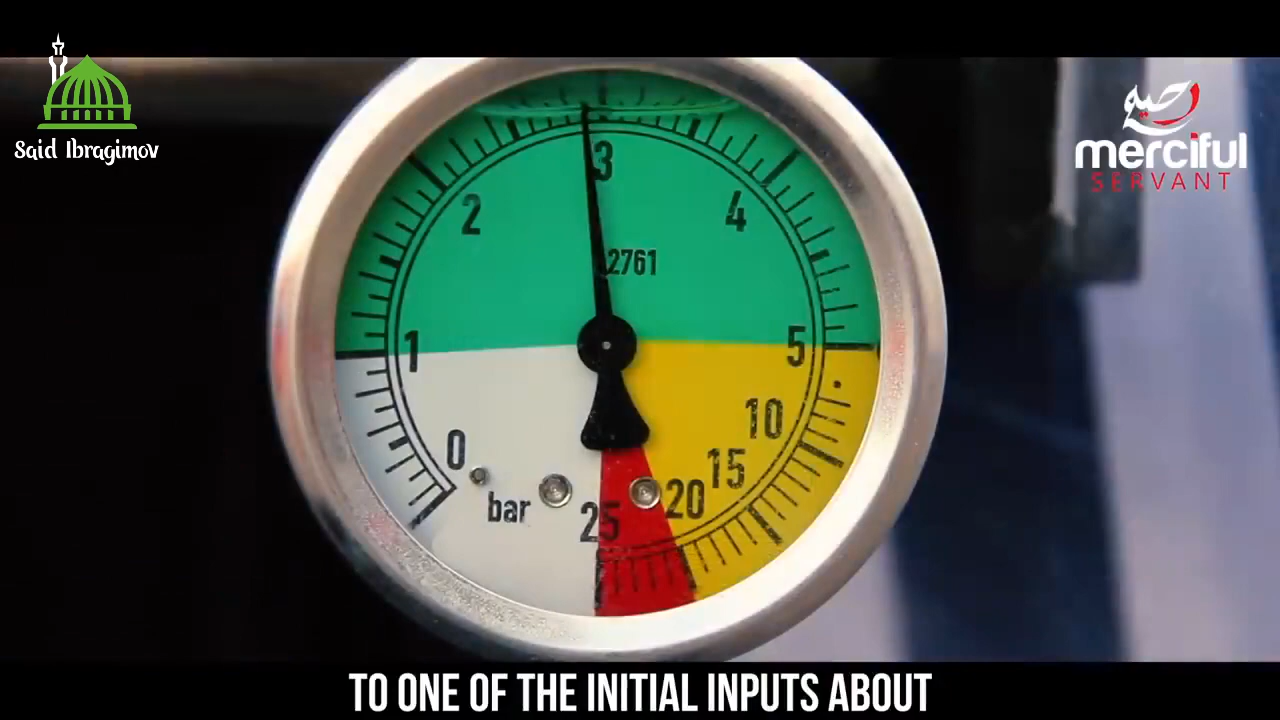 Said Ibragimov
merciful
SERVANT
3
2
4
2761
1
5
10
0
15
20
bar
25
TO ONE OF THE INITIAL INPUTS ABOUT